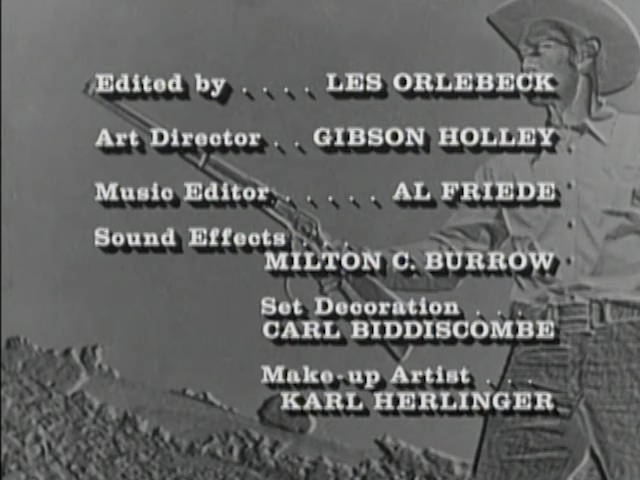 Edited by . . . . LES ORLEBECK
Art Director . . GIBSON HOLLEY
Music Editor . . . . . AL FRIEDE
Sound Effects . . .
MILTON C. BURROW
Set Decoration . . .
CARL BIDDISCOMBE
Make-up Artist . . .
KARL HERLINGER